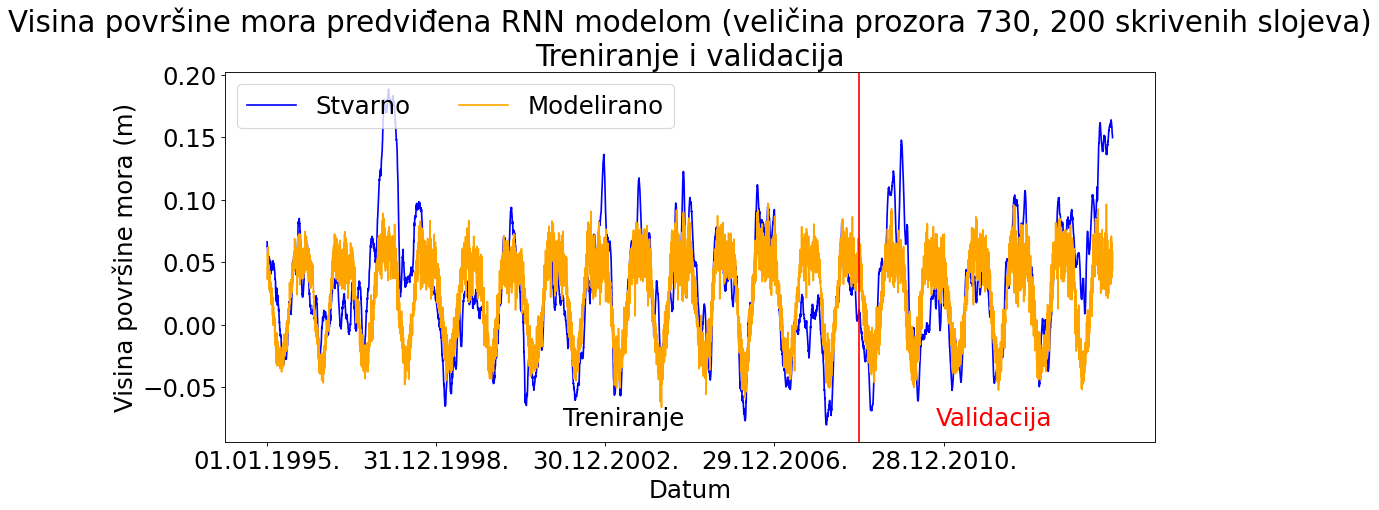 Visina površine mora predviđena RNN modelom (veličina prozora 730, 200 skrivenih slojeva)
Treniranje i validacija
Stvarno
Modelirano
Visina površine mora (m)
0.20
0.15
0.10
0.05
0.00
−0.05
Treniranje
Validacija
01.01.1995.
31.12.1998.
30.12.2002.
29.12.2006.
28.12.2010.
Datum